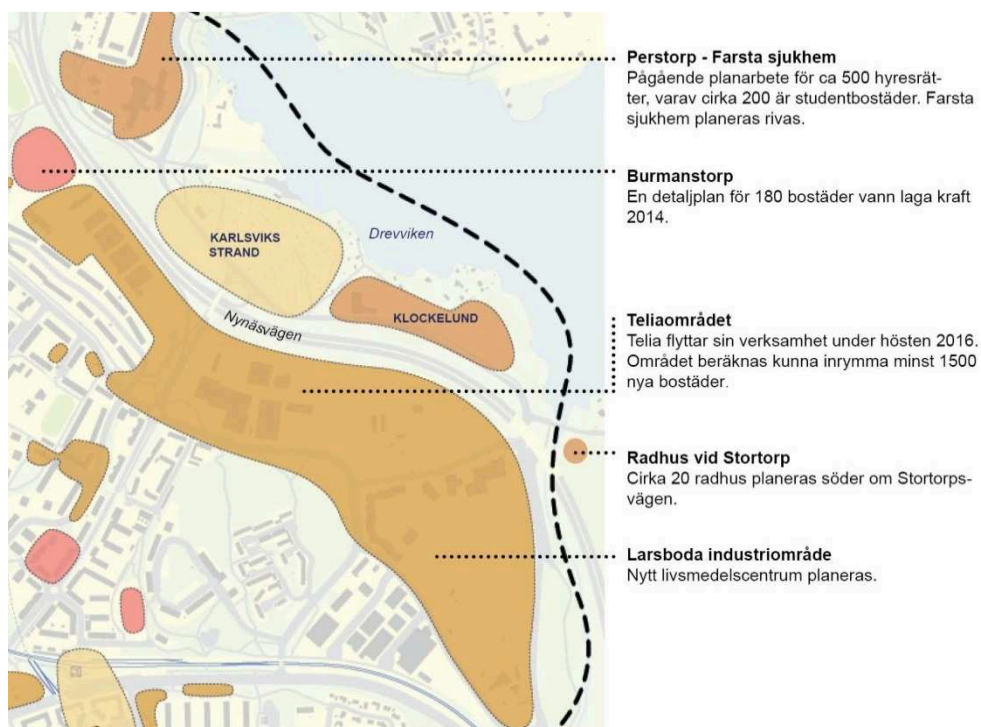 Perstorp - Farsta sjukhem
Pågående planarbete för ca 500 hyresrät-
ter, varav cirka 200 är studentbostäder. Farsta
sjukhem planeras rivas.
Burmanstorp
En detaljplan för 180 bostäder vann laga kraft
2014.
KARLSVIKS
STRAND
Drevviken
KLOCKELUND
Nynäsvägen
Teliaområdet
Telia flyttar sin verksamhet under hösten 2016.
Området beräknas kunna inrymma minst 1500
nya bostäder.
Radhus vid Stortorp
Cirka 20 radhus planeras söder om Stortorps-
vägen.
Larsboda industriområde
Nytt livsmedelscentrum planeras.